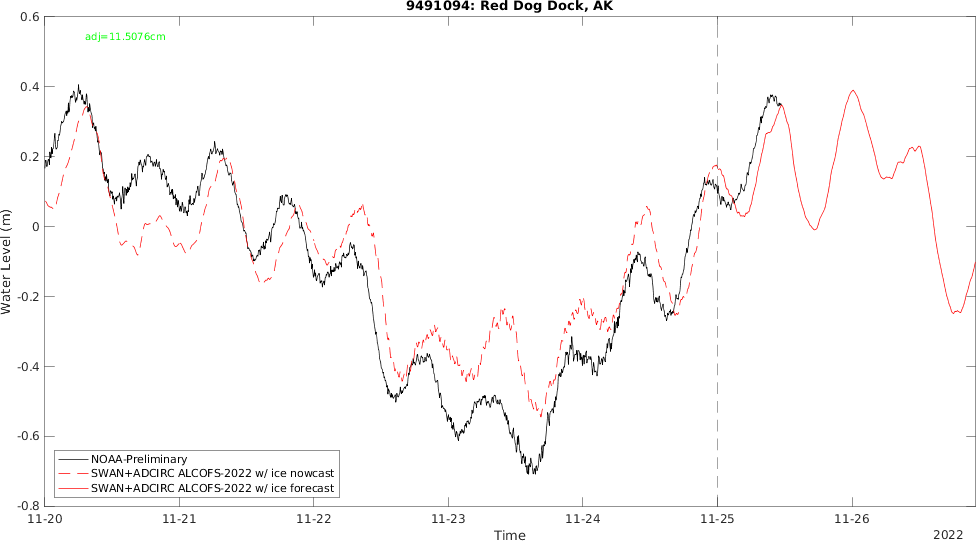 9491094: Red Dog Dock, AK
adj=11.5076cm
0.6
0.4
0.2
0
-0.2
-0.4
-0.6
-0.8
Water Level (m)
NOAA-Preliminary
SWAN+ADCIRC ALCOFS-2022 w/ ice nowcast
SWAN+ADCIRC ALCOFS-2022 w/ ice forecast
11-20 11-21 11-22 11-23 11-24 11-25 11-26
Time
2022